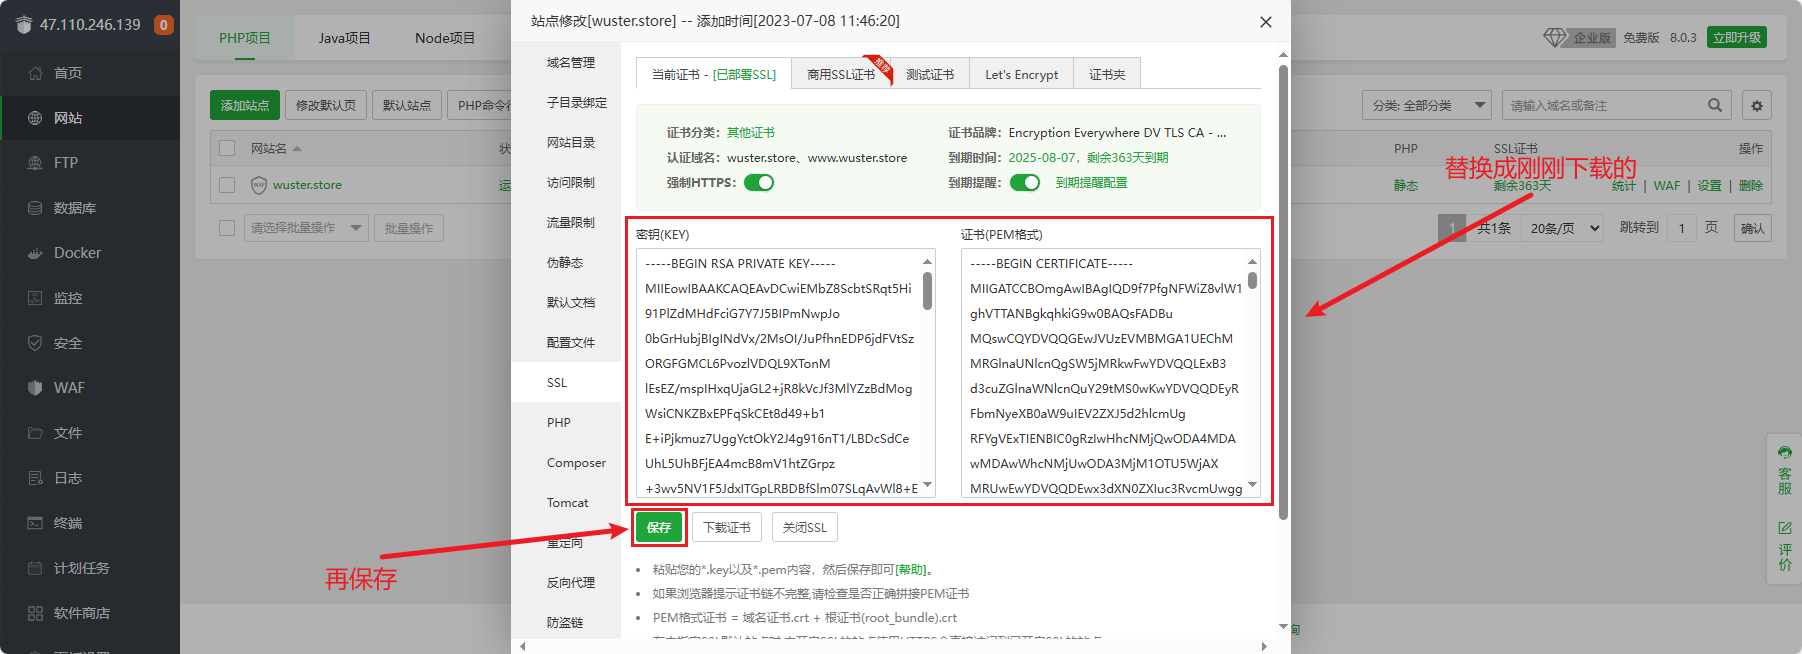 47.110.246.139
0
首页
网站
FTP
数据库
Docker
监控
安全
WAF
文件
日志
终端
计划任务
软件商店
PHP项目
Java项目
Node项目
企业版
免费版
8.0.3
立即升级
添加站点
修改默认页
默认站点
PHP命令行
分类: 全部分类
请输入域名或备注
网站名
状
PHP
SSL证书
操作
wuster.store
运
静态
剩余363天
统计 | WAF | 设置 | 删除
请选择批量操作
批量操作
1
共1条
20条/页
跳转到
1
页
确认
站点修改[wuster.store] -- 添加时间[2023-07-08 11:46:20]
域名管理
子目录绑定
网站目录
访问限制
流量限制
伪静态
默认文档
配置文件
SSL
PHP
Composer
Tomcat
重定向
反向代理
防盗链
当前证书 - [已部署SSL]
商用SSL证书
推荐
测试证书
Let's Encrypt
证书夹
证书分类： 其他证书
证书品牌： Encryption Everywhere DV TLS CA - ...
认证域名： wuster.store、www.wuster.store
到期时间： 2025-08-07，剩余363天到期
强制HTTPS：
到期提醒：
到期提醒配置
密钥(KEY)
-----BEGIN RSA PRIVATE KEY-----
MIIEowIBAAKCAQEAvDCwiEMbZ8ScbtSRqt5Hi
91PlZdMHdFciG7Y7J5BIPmNwpJo
0bGrHubjBIgINdVx/2MsOI/JuPfhnEDP6jdFVtSz
ORGFGMCL6PvozlVDQL9XTonM
lEsEZ/mspIHxqUjaGL2+jR8kVcJf3MlYZzBdMog
WsiCNKZBxEPFqSkCEt8d49+b1
E+iPjkmuz7UggYctOkY2J4g916nT1/LBDcSdCe
UhL5UhBFjEA4mcB8mV1htZGrpz
+3wv5NV1F5JdxITGpLRBDBfSlm07SLqAvWl8+E
证书(PEM格式)
-----BEGIN CERTIFICATE-----
MIIGATCCBOmgAwIBAgIQD9f7PfgNFWiZ8vlW1
ghVTTANBgkqhkiG9w0BAQsFADBu
MQswCQYDVQQGEwJVUzEVMBMGA1UEChM
MRGlnaUNlcnQgSW5jMRkwFwYDVQQLExB3
d3cuZGlnaWNlcnQuY29tMS0wKwYDVQQDEyR
FbmNyeXB0aW9uIEV2ZXJ5d2hlcmUg
RFYgVExTIENBIC0gRzIwHhcNMjQwODA4MDA
wMDAwWhcNMjUwODA3MjM1OTU5WjAX
MRUwEwYDVQQDEwx3dXN0ZXIuc3RvcmUwgg
保存
下载证书
关闭SSL
粘贴您的*.key以及*.pem内容，然后保存即可[帮助]。
如果浏览器提示证书链不完整,请检查是否正确拼接PEM证书
PEM格式证书 = 域名证书.crt + 根证书(root_bundle).crt
替换成刚刚下载的
再保存
客服
评价